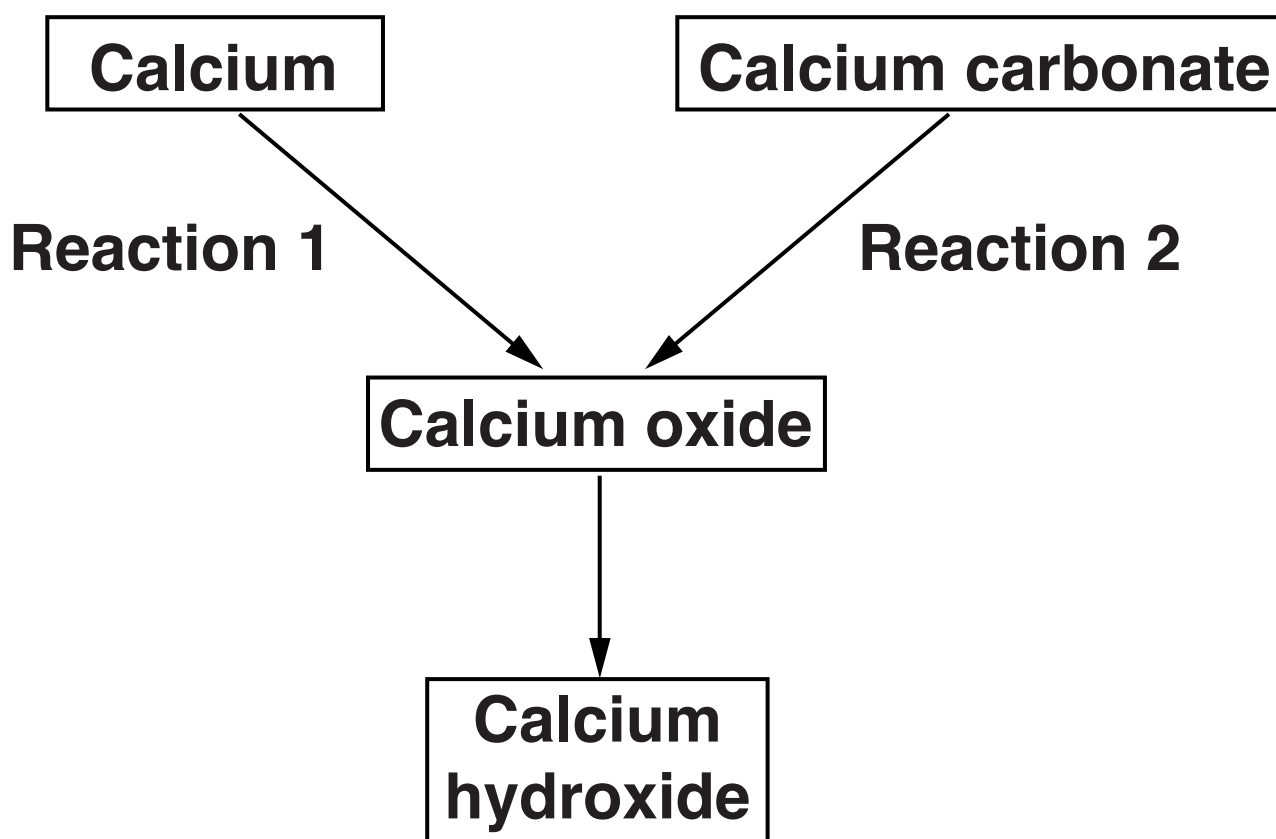 Calcium
Calcium carbonate
Reaction 1
Reaction 2
Calcium oxide
Calcium
hydroxide